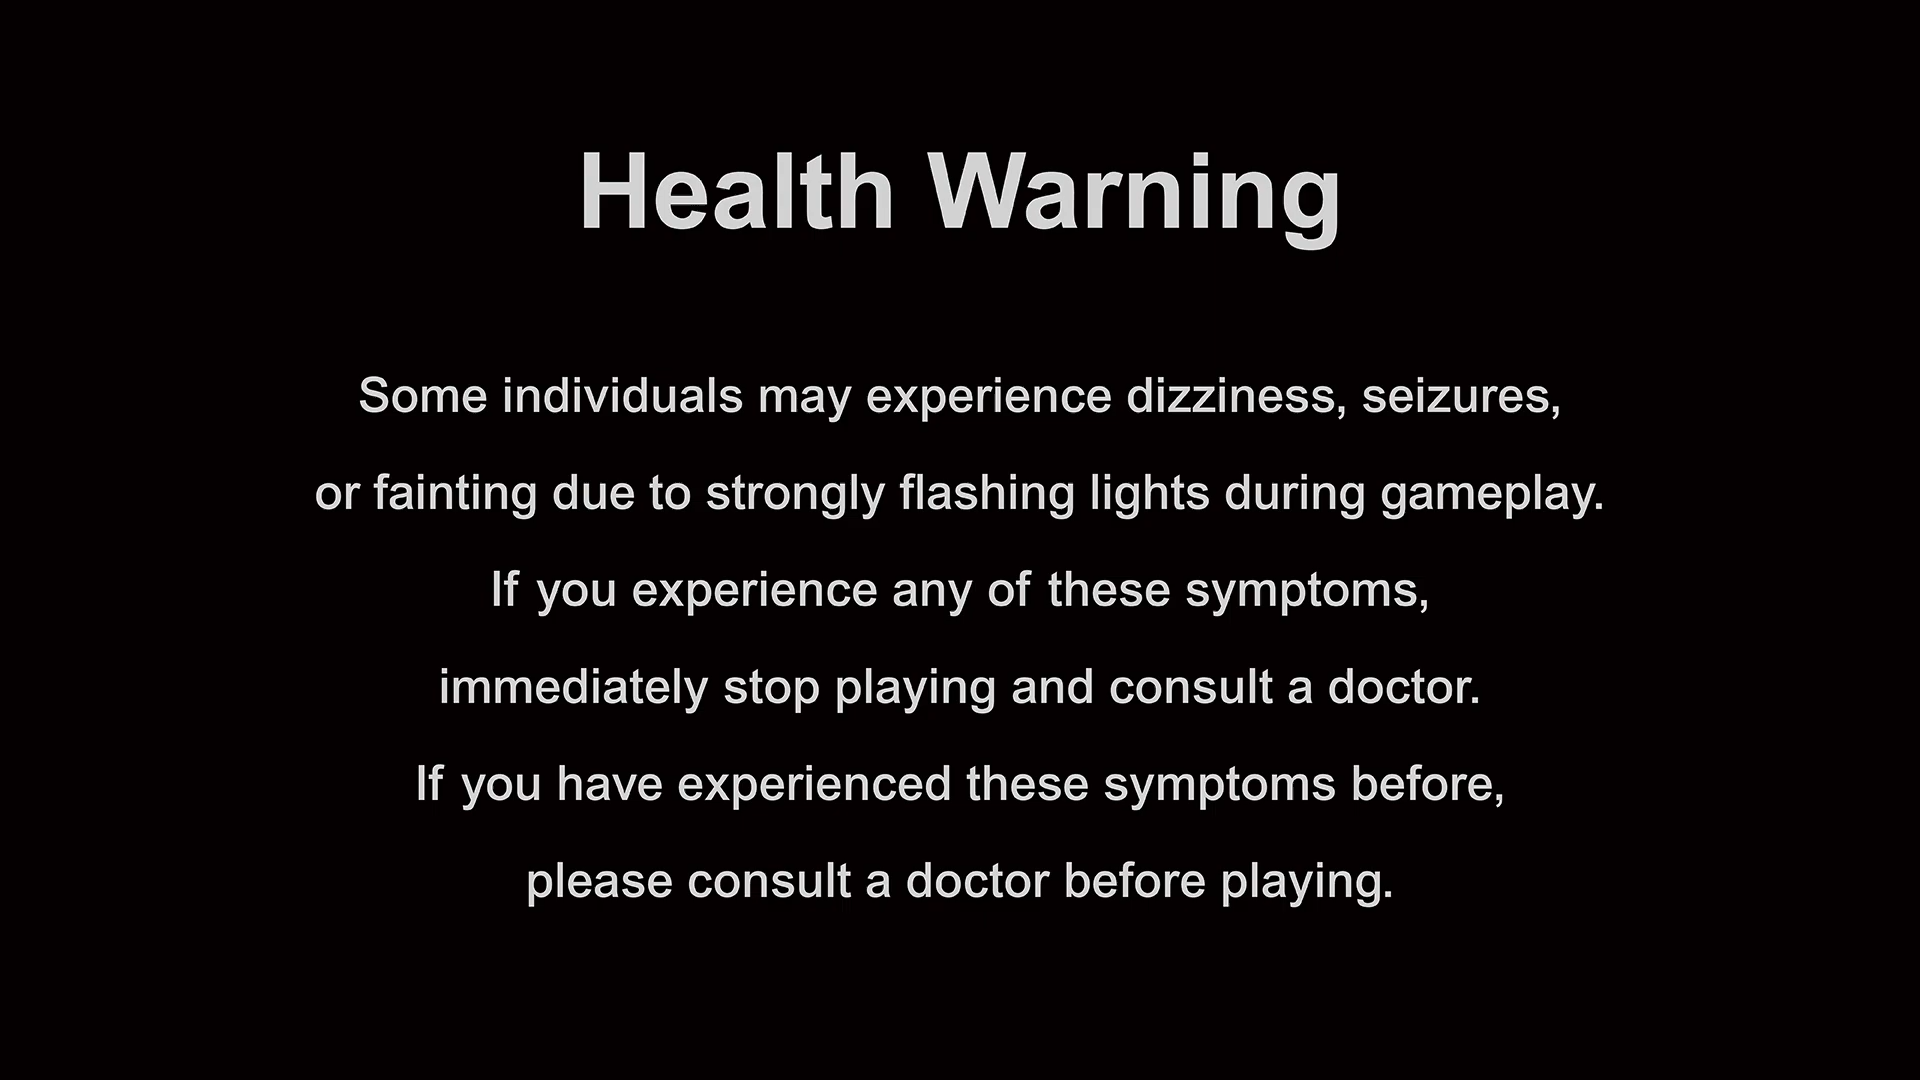 Health Warning
Some individuals may experience dizziness, seizures,
or fainting due to strongly flashing lights during gameplay.
If you experience any of these symptoms,
immediately stop playing and consult a doctor.
If you have experienced these symptoms before,
please consult a doctor before playing.